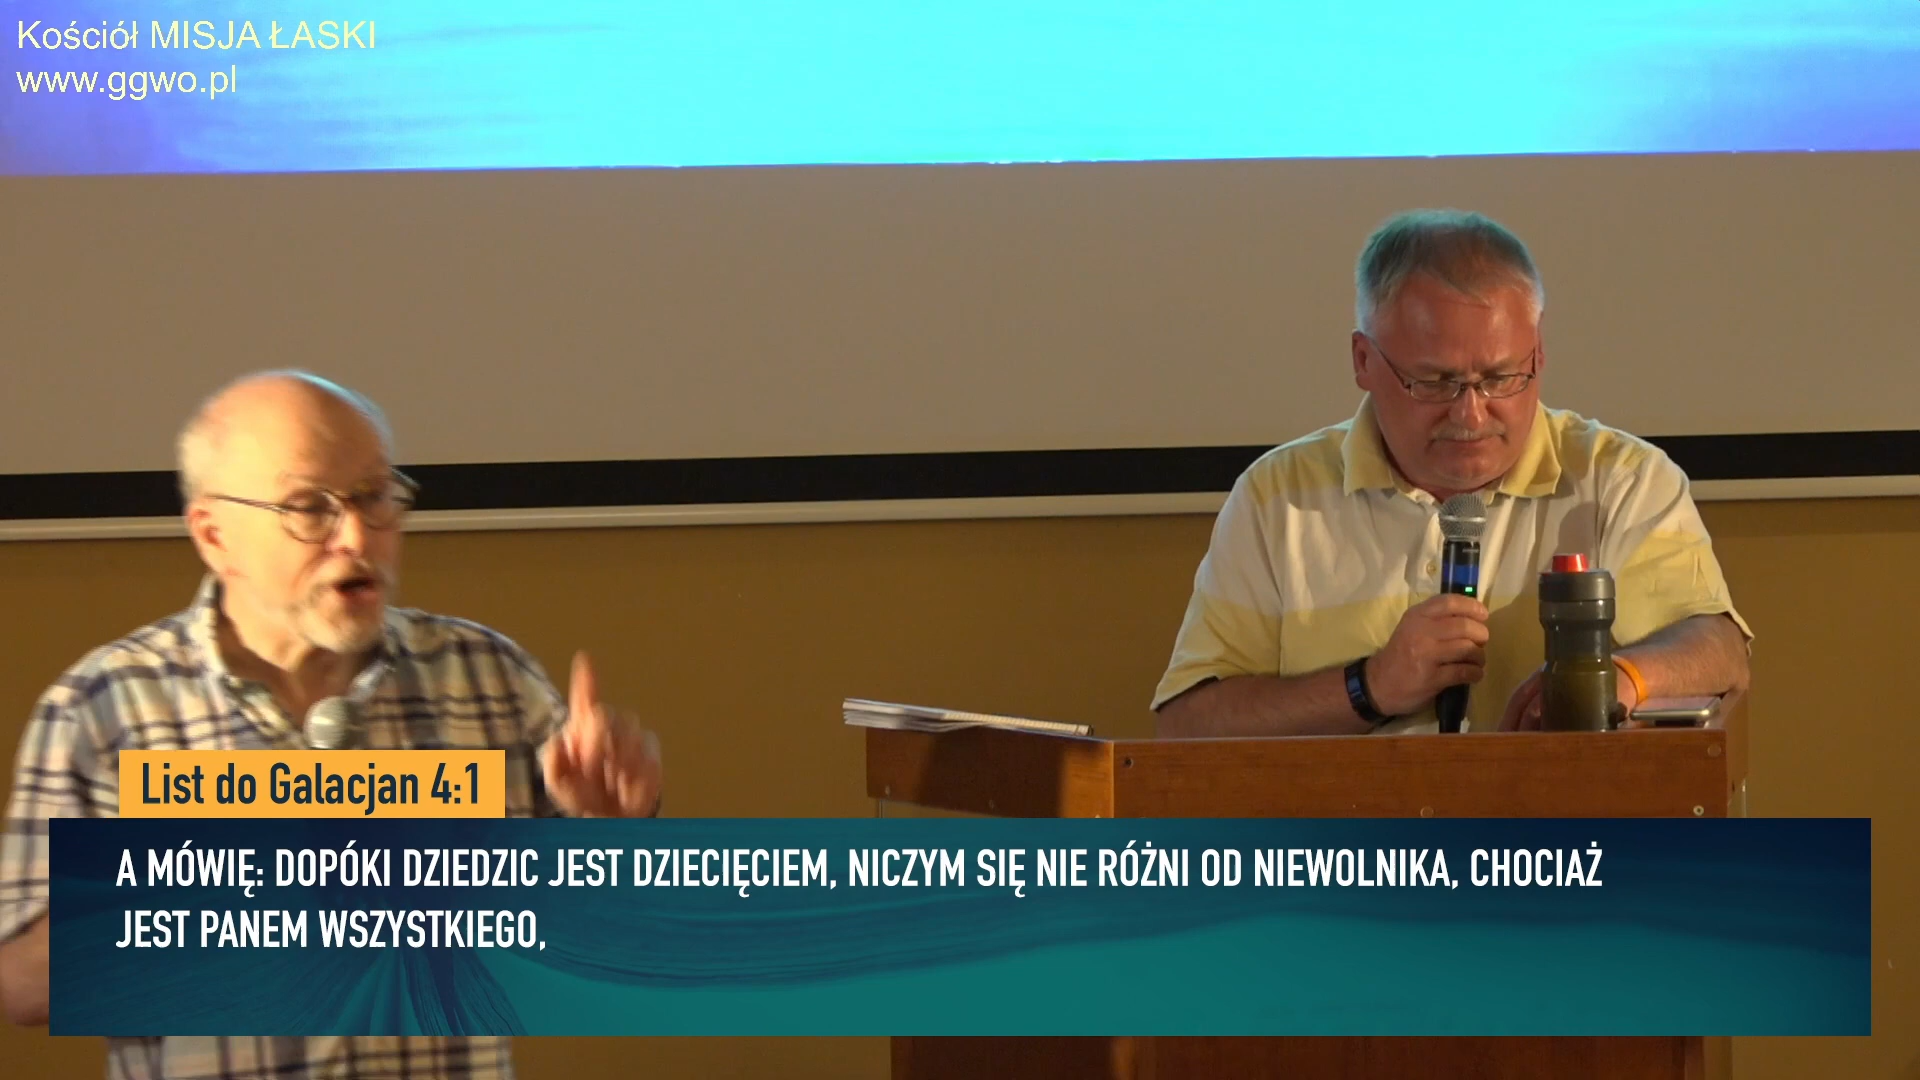 Kościół MISJA ŁASKI
www.ggwo.pl
List do Galacjan 4:1
A MÓWIĘ: DOPÓKI DZIEDZIC JEST DZIECIĘCIEM, NICZYM SIĘ NIE RÓŻNI OD NIEWOLNIKA, CHOCIAŻ
JEST PANEM WSZYSTKIEGO,